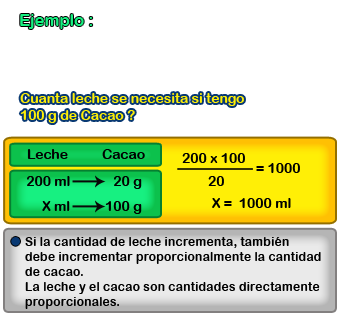 Ejemplo :
Cuanta leche se necesita si tengo
100 g de Cacao ?
Leche Cacao
200 ml → 20 g
X ml → 100 g
200 x 100
20
= 1000
X = 1000 ml
Si la cantidad de leche incrementa, también
debe incrementar proporcionalmente la cantidad
de cacao.
La leche y el cacao son cantidades directamente
proporcionales.